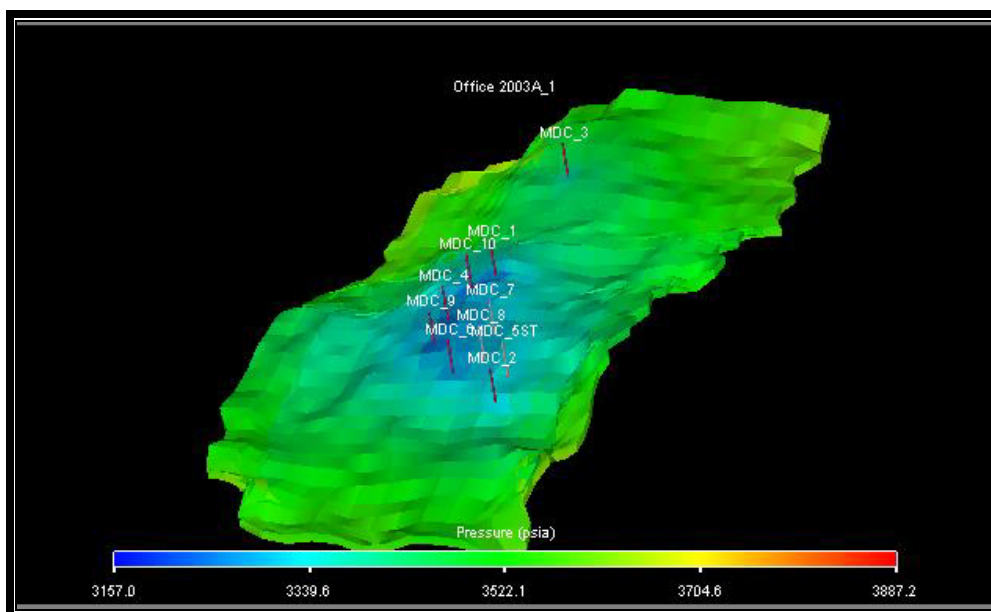 Office 2003A_1
MDC_3
MDC_1
MDC_10
MDC_4
MDC_7
MDC_9
MDC_8
MDC_6
MDC_5ST
MDC_2
Pressure (psia)
3157.0 3339.6 3522.1 3704.6 3887.2